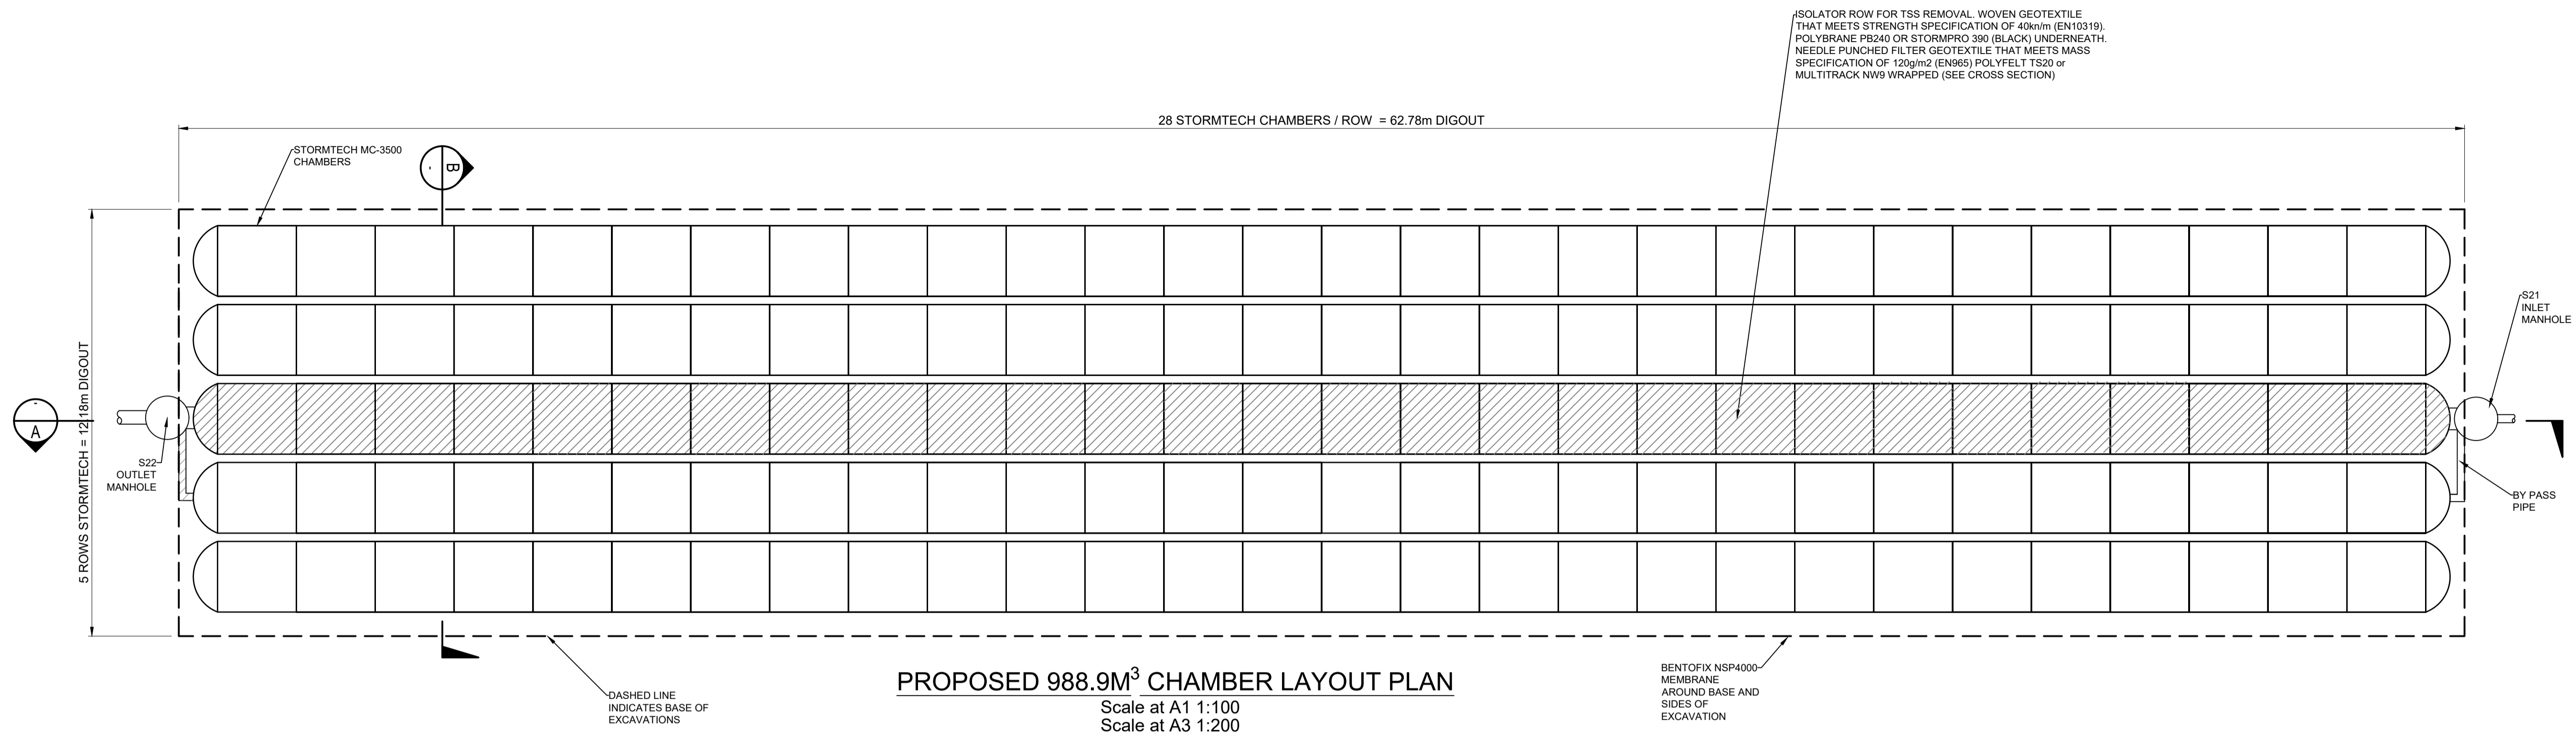 ISOLATOR ROW FOR TSS REMOVAL. WOVEN GEOTEXTILE
THAT MEETS STRENGTH SPECIFICATION OF 40kn/m (EN10319).
POLYBRANE PB240 OR STORMPRO 390 (BLACK) UNDERNEATH.
NEEDLE PUNCHED FILTER GEOTEXTILE THAT MEETS MASS
SPECIFICATION OF 120g/m2 (EN965) POLYFELT TS20 or
MULTITRACK NW9 WRAPPED (SEE CROSS SECTION)
28 STORMTECH CHAMBERS / ROW = 62.78m DIGOUT
STORMTECH MC-3500
CHAMBERS
B
-
S21
INLET
MANHOLE
5 ROWS STORMTECH = 12.18m DIGOUT
-
A
S22
OUTLET
MANHOLE
BY PASS
PIPE
DASHED LINE
INDICATES BASE OF
EXCAVATIONS
PROPOSED 988.9M³ CHAMBER LAYOUT PLAN
Scale at A1 1:100
Scale at A3 1:200
BENTOFIX NSP4000
MEMBRANE
AROUND BASE AND
SIDES OF
EXCAVATION